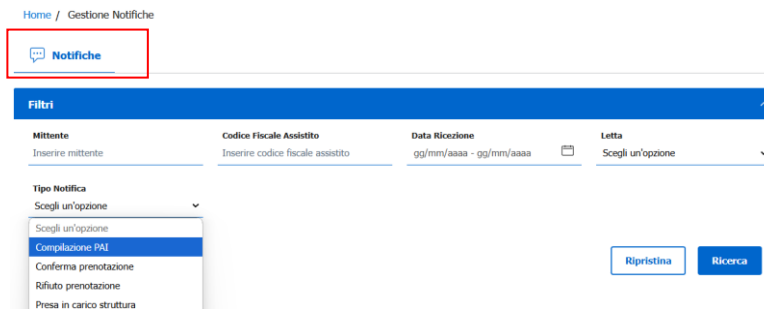 Home / Gestione Notifiche
Notifiche
Filtri
Mittente Codice Fiscale Assistito Data Ricezione Letta
Inserire mittente Inserire codice fiscale assistito gg/mm/aaaa - gg/mm/aaaa Scegli un'opzione
Tipo Notifica
Scegli un'opzione
Scegli un'opzione
Compilazione PAI
Conferma prenotazione
Ripristina Ricerca
Rifiuto prenotazione
Presa in carico struttura